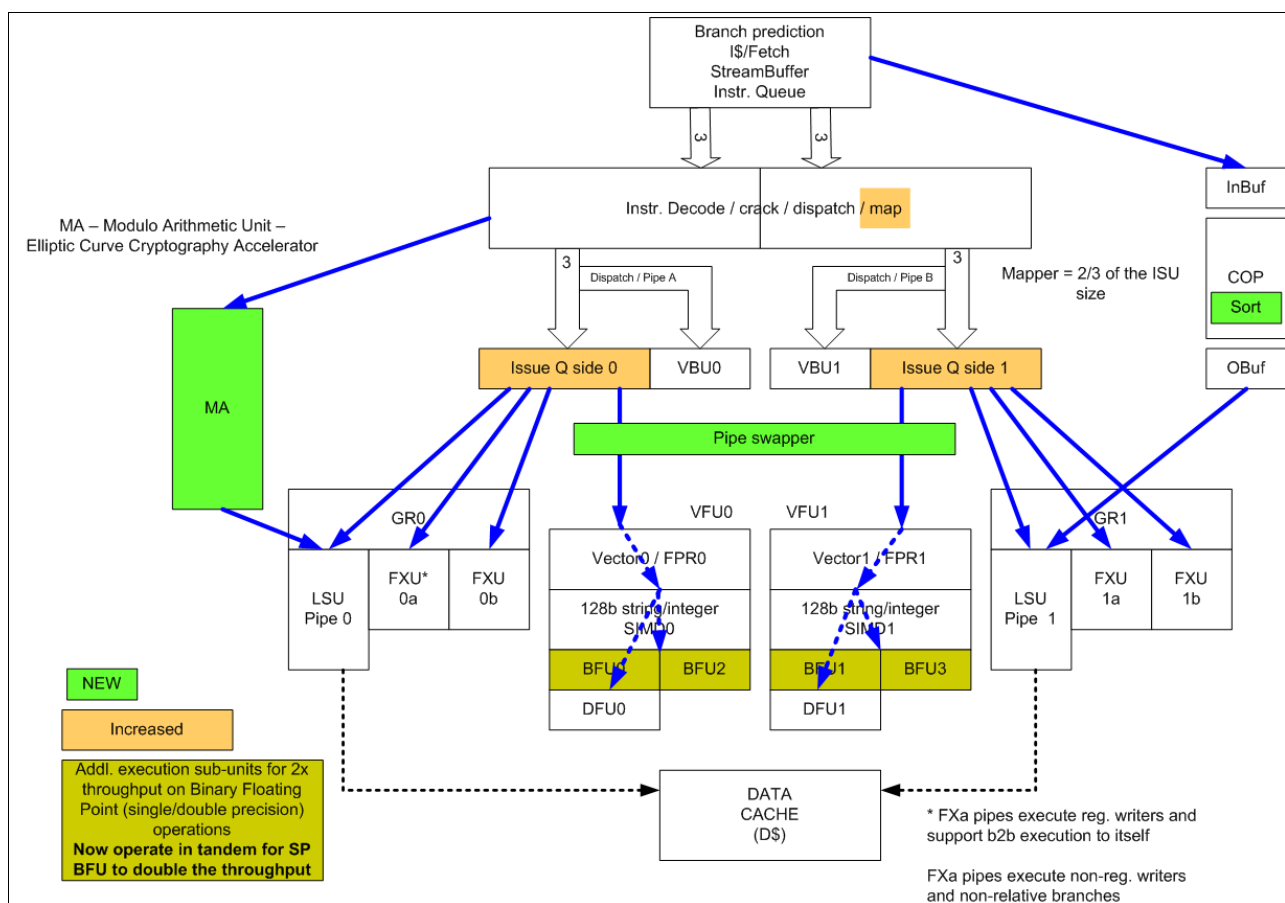 Branch prediction
I$/Fetch
StreamBuffer
Instr. Queue
3
3
InBuf
Instr. Decode / crack / dispatch / map
MA – Modulo Arithmetic Unit –
Elliptic Curve Cryptography Accelerator
3
Dispatch / Pipe A
Dispatch / Pipe B
3
Mapper = 2/3 of the ISU
size
COP
Sort
Issue Q side 0
VBU0
VBU1
Issue Q side 1
OBuf
MA
Pipe swapper
GR0
VFU0
VFU1
GR1
LSU
Pipe 0
FXU*
0a
FXU
0b
Vector0 / FPR0
128b string/integer
SIMD0
BFU0
BFU2
DFU0
Vector1 / FPR1
128b string/integer
SIMD1
BFU1
BFU3
DFU1
LSU
Pipe 1
FXU
1a
FXU
1b
NEW
Increased
Addl. execution sub-units for 2x
throughput on Binary Floating
Point (single/double precision)
operations
Now operate in tandem for SP
BFU to double the throughput
DATA
CACHE
(D$)
* FXa pipes execute reg. writers and
support b2b execution to itself
FXa pipes execute non-reg. writers
and non-relative branches